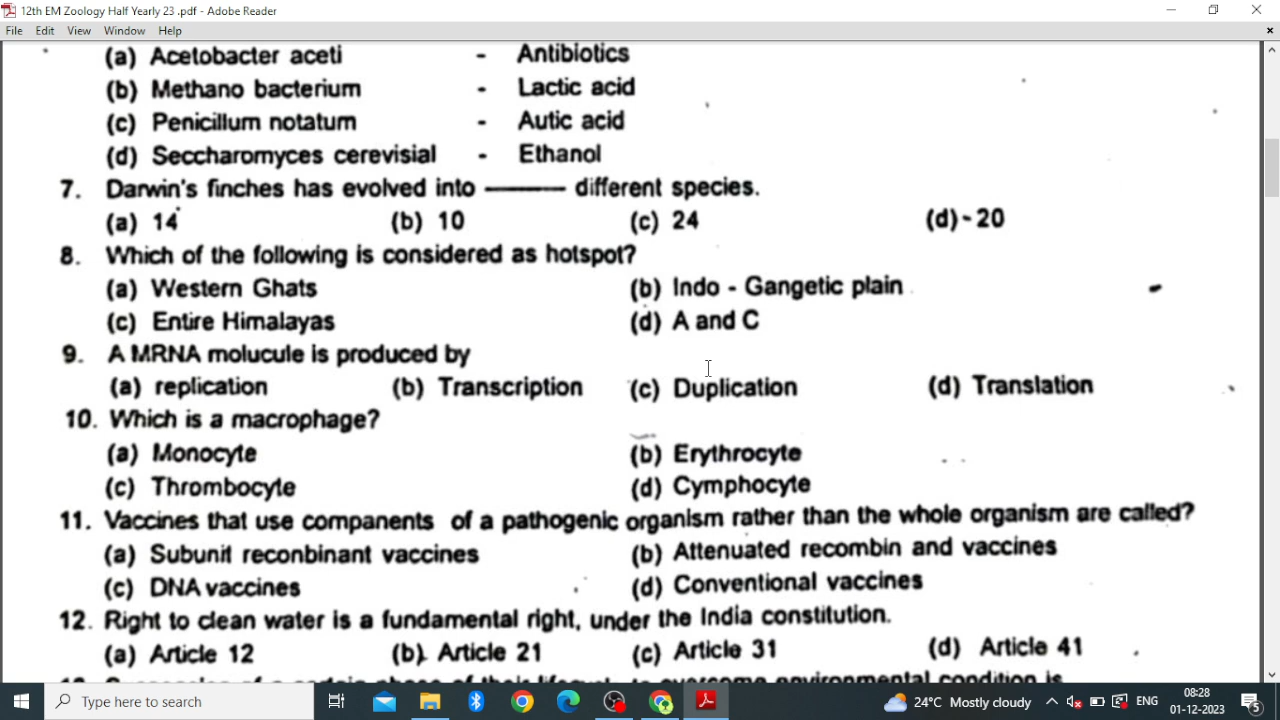 12th EM Zoology Half Yearly 23 .pdf - Adobe Reader
File Edit View Window Help
(a) Acetobacter aceti - Antibiotics
(b) Methano bacterium - Lactic acid
(c) Penicillum notatum - Autic acid
(d) Seccharomyces cerevisial - Ethanol
7. Darwin's finches has evolved into ——— different species.
(a) 14 (b) 10 (c) 24 (d) - 20
8. Which of the following is considered as hotspot?
(a) Western Ghats (b) Indo - Gangetic plain
(c) Entire Himalayas (d) A and C
9. A MRNA molucule is produced by
(a) replication (b) Transcription (c) Duplication (d) Translation
10. Which is a macrophage?
(a) Monocyte (b) Erythrocyte
(c) Thrombocyte (d) Cymphocyte
11. Vaccines that use companents of a pathogenic organism rather than the whole organism are called?
(a) Subunit recombinant vaccines (b) Attenuated recombin and vaccines
(c) DNA vaccines (d) Conventional vaccines
12. Right to clean water is a fundamental right, under the India constitution.
(a) Article 12 (b). Article 21 (c) Article 31 (d) Article 41
environmental condition is
Type here to search 24°C Mostly cloudy ENG 08:28
01-12-2023 5